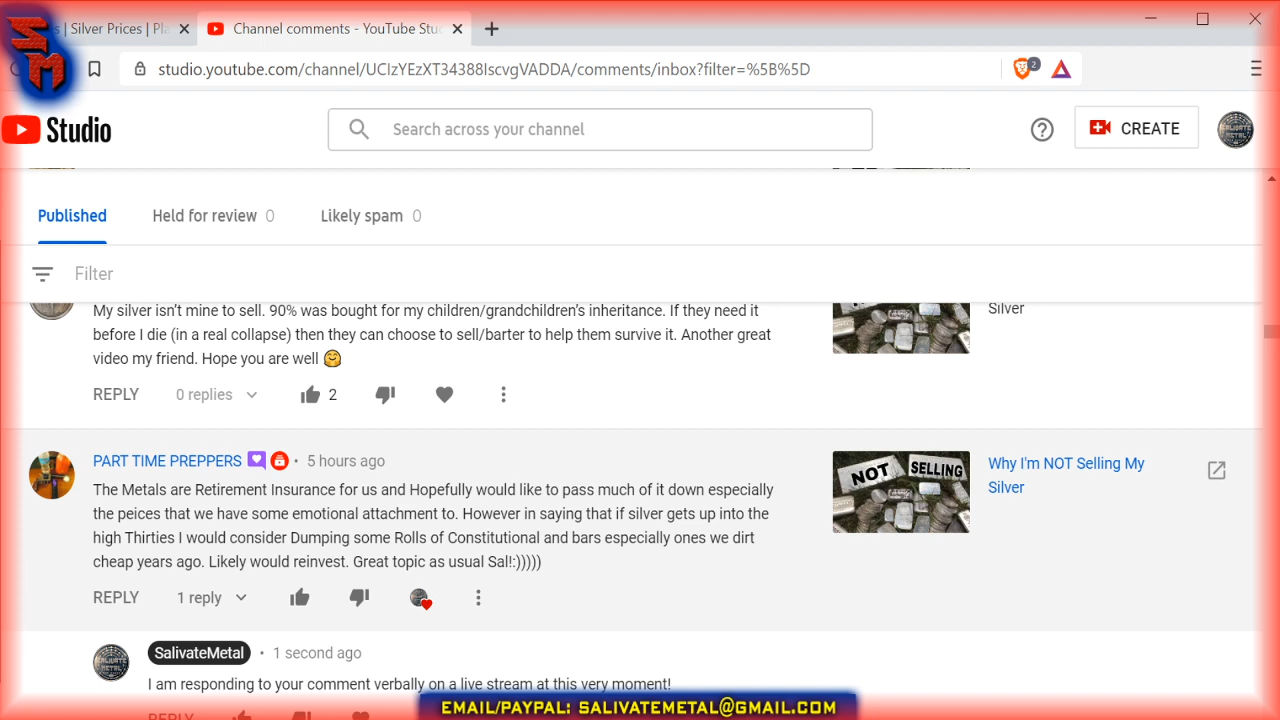 SM
s | Silver Prices | Pla
Channel comments - YouTube Stu
studio.youtube.com/channel/UCIzYEzXT34388IscvgVADDA/comments/inbox?filter=%5B%5D
2
Studio
Search across your channel
CREATE
Published
Held for review 0
Likely spam 0
Filter
My silver isn’t mine to sell. 90% was bought for my children/grandchildren’s inheritance. If they need it
before I die (in a real collapse) then they can choose to sell/barter to help them survive it. Another great
video my friend. Hope you are well 🤗
Silver
REPLY
0 replies
2
PART TIME PREPPERS
• 5 hours ago
The Metals are Retirement Insurance for us and Hopefully would like to pass much of it down especially
the peices that we have some emotional attachment to. However in saying that if silver gets up into the
high Thirties I would consider Dumping some Rolls of Constitutional and bars especially ones we dirt
cheap years ago. Likely would reinvest. Great topic as usual Sal!:)))))
NOT
SELLING
Why I'm NOT Selling My
Silver
REPLY
1 reply
SalivateMetal
• 1 second ago
I am responding to your comment verbally on a live stream at this very moment!
REPLY
EMAIL/PAYPAL: SALIVATEMETAL@GMAIL.COM